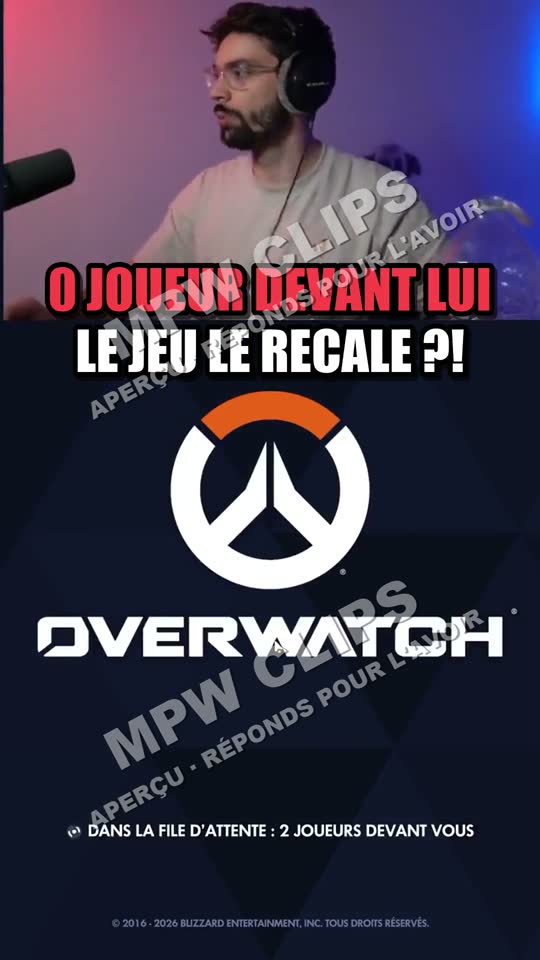 0 JOUEUR DEVANT LUI
LE JEU LE RECALE ?!
MPW CLIPS
APERÇU · RÉPONDS POUR L'AVOIR
OVERWATCH
MPW CLIPS
APERÇU · RÉPONDS POUR L'AVOIR
DANS LA FILE D'ATTENTE : 2 JOUEURS DEVANT VOUS
© 2016 - 2026 BLIZZARD ENTERTAINMENT, INC. TOUS DROITS RÉSERVÉS.